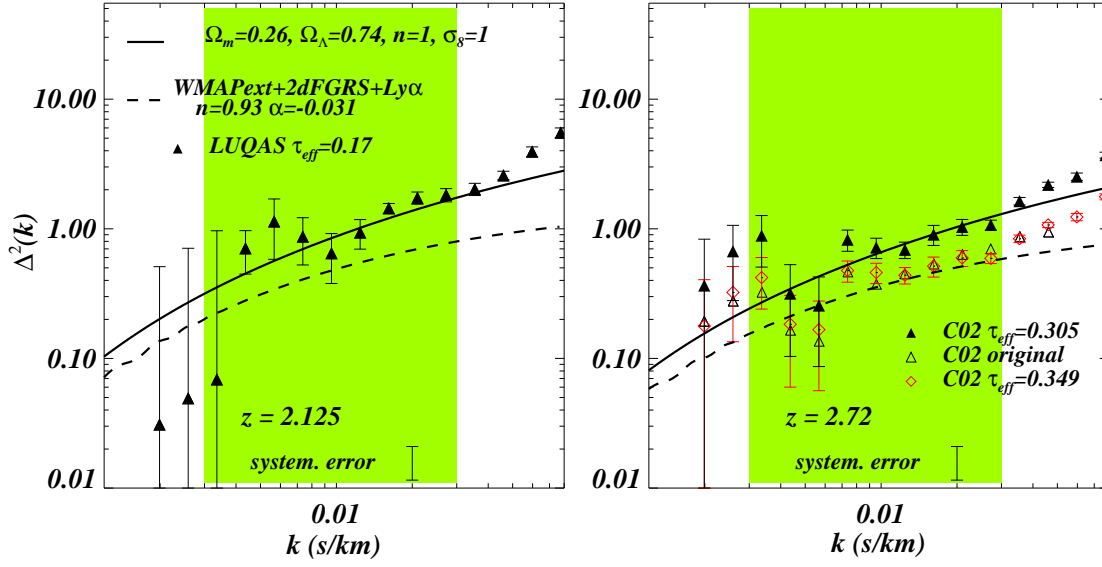 Ωm=0.26, ΩΛ=0.74, n=1, σ8=1
WMAPext+2dFGRS+Lyα
n=0.93 α=-0.031
LUQAS τeff=0.17
10.00
1.00
0.10
0.01
Δ²(k)
z = 2.125
system. error
0.01
k (s/km)
10.00
1.00
0.10
0.01
C02 τeff=0.305
C02 original
C02 τeff=0.349
z = 2.72
system. error
0.01
k (s/km)